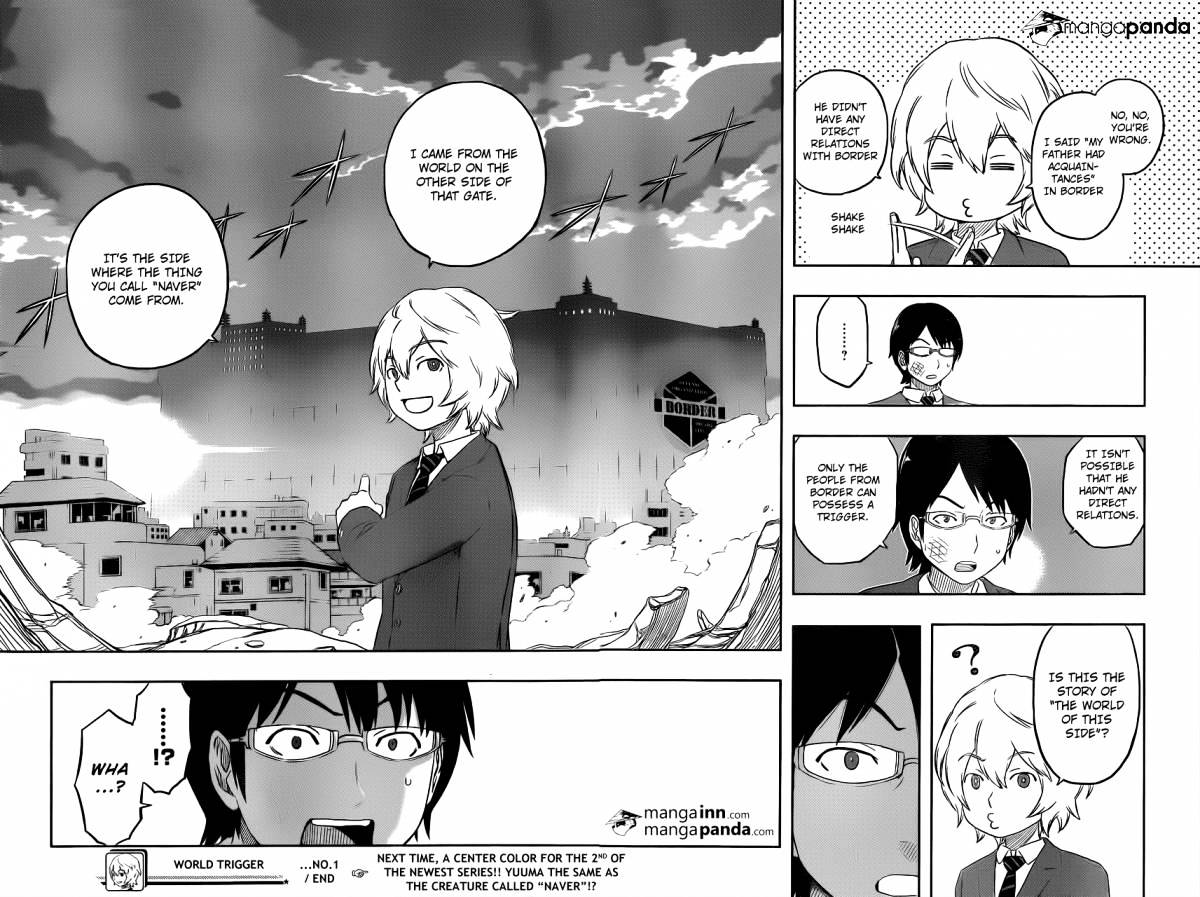 mangapanda
NO, NO,
YOU'RE
WRONG.
I SAID "MY
FATHER HAD
ACQUAIN-
TANCES"
IN BORDER
HE DIDN'T
HAVE ANY
DIRECT
RELATIONS
WITH BORDER
SHAKE
SHAKE
......
?
IT ISN'T
POSSIBLE
THAT HE
HADN'T ANY
DIRECT
RELATIONS.
ONLY THE
PEOPLE FROM
BORDER CAN
POSSESS A
TRIGGER.
?
IS THIS THE
STORY OF
"THE WORLD
OF THIS
SIDE"?
I CAME FROM THE
WORLD ON THE
OTHER SIDE OF
THAT GATE.
IT'S THE SIDE
WHERE THE THING
YOU CALL "NAVER"
COME FROM.
BORDER
......
!?
WHA
...?
mangainn.com
mangapanda.com
WORLD TRIGGER
...NO.1
/ END
☞
NEXT TIME, A CENTER COLOR FOR THE 2ND OF
THE NEWEST SERIES!! YUUMA THE SAME AS
THE CREATURE CALLED "NAVER"!?